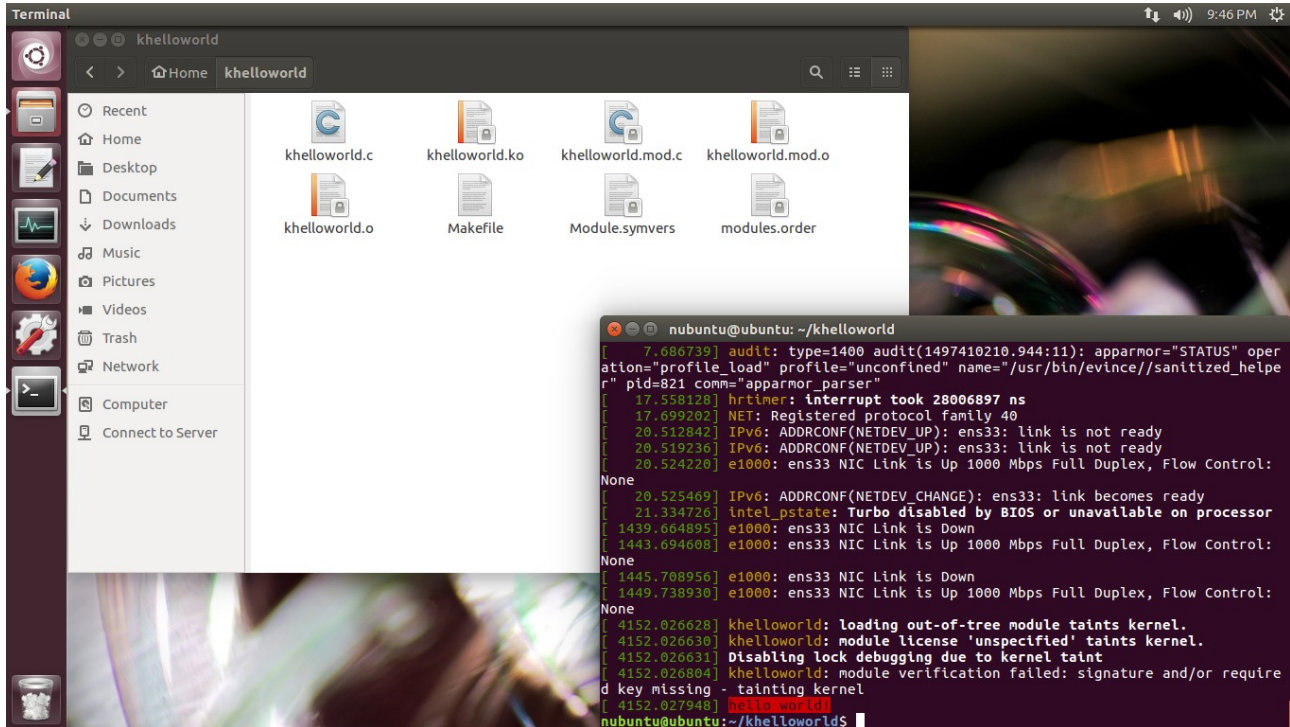 Terminal
9:46 PM
khelloworld
Home khelloworld
Recent
Home
Desktop
Documents
Downloads
Music
Pictures
Videos
Trash
Network
Computer
Connect to Server
khelloworld.c khelloworld.ko khelloworld.mod.c khelloworld.mod.o
khelloworld.o Makefile Module.symvers modules.order
nubuntu@ubuntu: ~/khelloworld
[    7.686739] audit: type=1400 audit(1497410210.944:11): apparmor="STATUS" oper
ation="profile_load" profile="unconfined" name="/usr/bin/evince//sanitized_helpe
r" pid=821 comm="apparmor_parser"
[   17.558128] hrtimer: interrupt took 28006897 ns
[   17.699202] NET: Registered protocol family 40
[   20.512842] IPv6: ADDRCONF(NETDEV_UP): ens33: link is not ready
[   20.519236] IPv6: ADDRCONF(NETDEV_UP): ens33: link is not ready
[   20.524220] e1000: ens33 NIC Link is Up 1000 Mbps Full Duplex, Flow Control:
None
[   20.525469] IPv6: ADDRCONF(NETDEV_CHANGE): ens33: link becomes ready
[   21.334726] intel_pstate: Turbo disabled by BIOS or unavailable on processor
[ 1439.664895] e1000: ens33 NIC Link is Down
[ 1443.694608] e1000: ens33 NIC Link is Up 1000 Mbps Full Duplex, Flow Control:
None
[ 1445.708956] e1000: ens33 NIC Link is Down
[ 1449.738930] e1000: ens33 NIC Link is Up 1000 Mbps Full Duplex, Flow Control:
None
[ 4152.026628] khelloworld: loading out-of-tree module taints kernel.
[ 4152.026630] khelloworld: module license 'unspecified' taints kernel.
[ 4152.026631] Disabling lock debugging due to kernel taint
[ 4152.026804] khelloworld: module verification failed: signature and/or require
d key missing - tainting kernel
[ 4152.027948] hello world!
nubuntu@ubuntu:~/khelloworld$